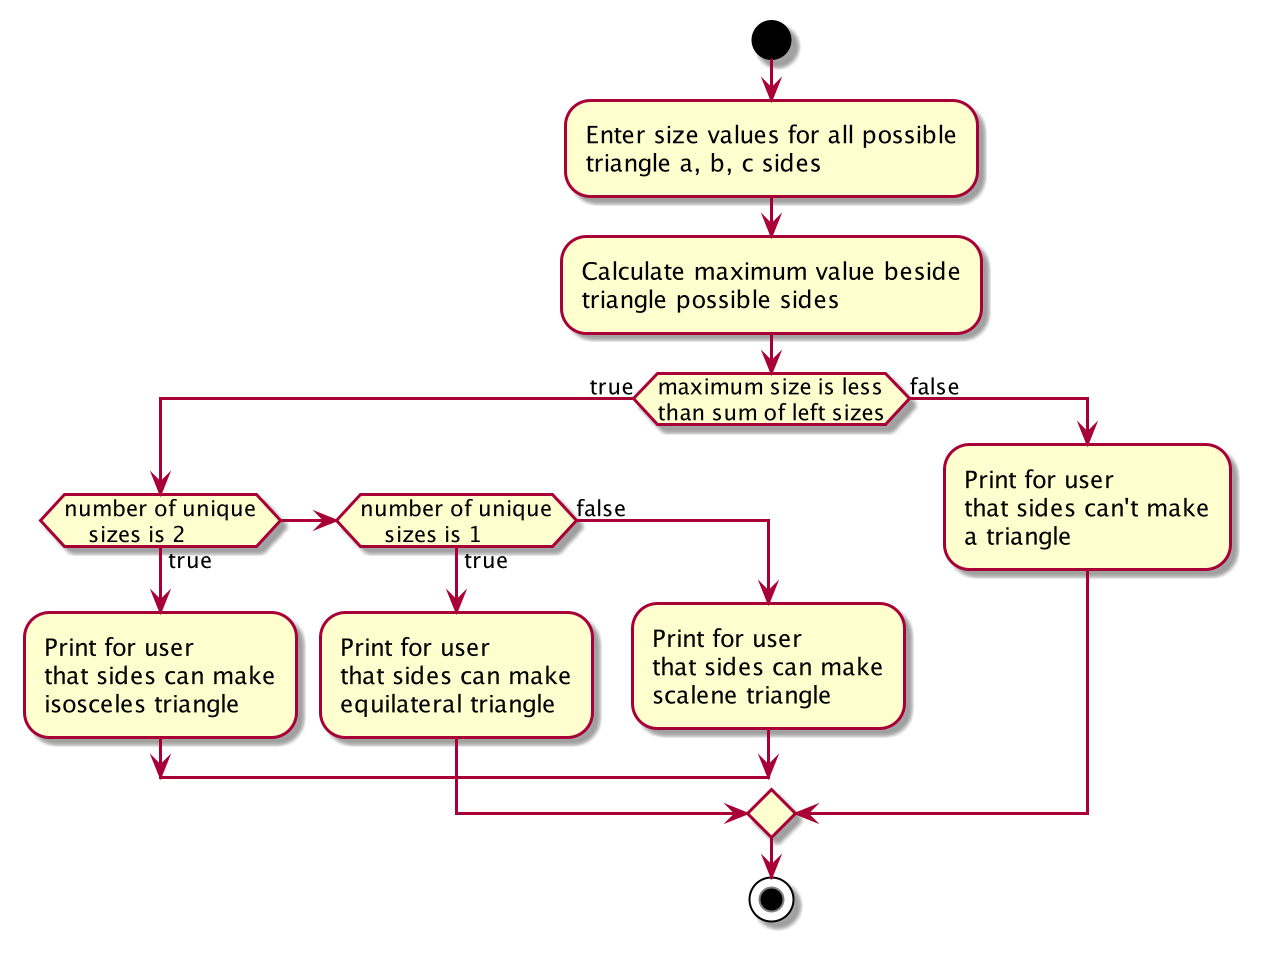 Enter size values for all possible
triangle a, b, c sides
Calculate maximum value beside
triangle possible sides
true
maximum size is less
than sum of left sizes
false
number of unique
sizes is 2
true
number of unique
sizes is 1
true
false
Print for user
that sides can make
isosceles triangle
Print for user
that sides can make
equilateral triangle
Print for user
that sides can make
scalene triangle
Print for user
that sides can't make
a triangle